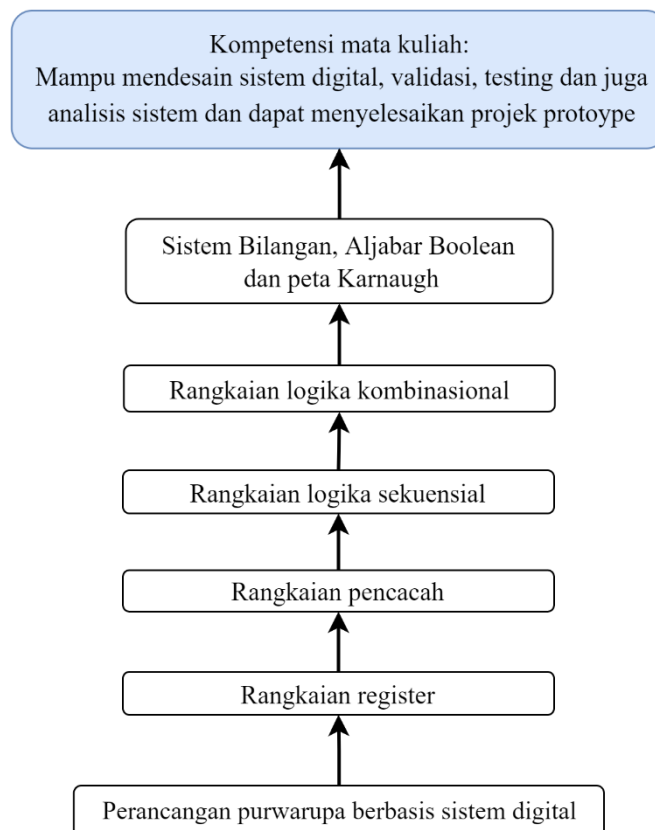 Kompetensi mata kuliah:
Mampu mendesain sistem digital, validasi, testing dan juga
analisis sistem dan dapat menyelesaikan projek protoype
Sistem Bilangan, Aljabar Boolean
dan peta Karnaugh
Rangkaian logika kombinasional
Rangkaian logika sekuensial
Rangkaian pencacah
Rangkaian register
Perancangan purwarupa berbasis sistem digital